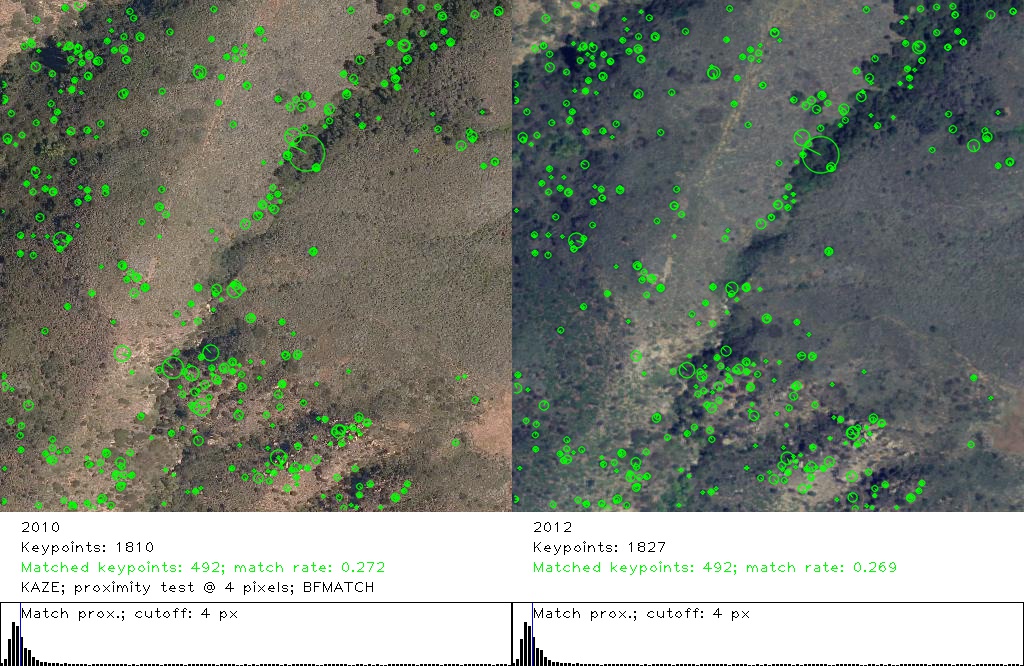 2010
Keypoints: 1810
Matched keypoints: 492; match rate: 0.272
KAZE; proximity test @ 4 pixels; BFMATCH
Match prox.; cutoff: 4 px
2012
Keypoints: 1827
Matched keypoints: 492; match rate: 0.269
Match prox.; cutoff: 4 px